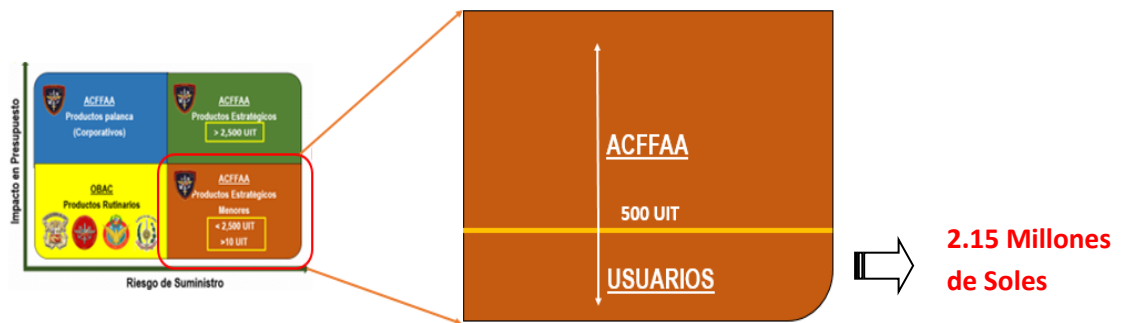 Impacto en Presupuesto
ACFFAA
Productos palanca
(Corporativos)
ACFFAA
Productos Estratégicos
> 2,500 UIT
OBAC
Productos Rutinarios
ACFFAA
Productos Estratégicos
Menores
< 2,500 UIT
>10 UIT
Riesgo de Suministro
ACFFAA
500 UIT
USUARIOS
2.15 Millones
de Soles